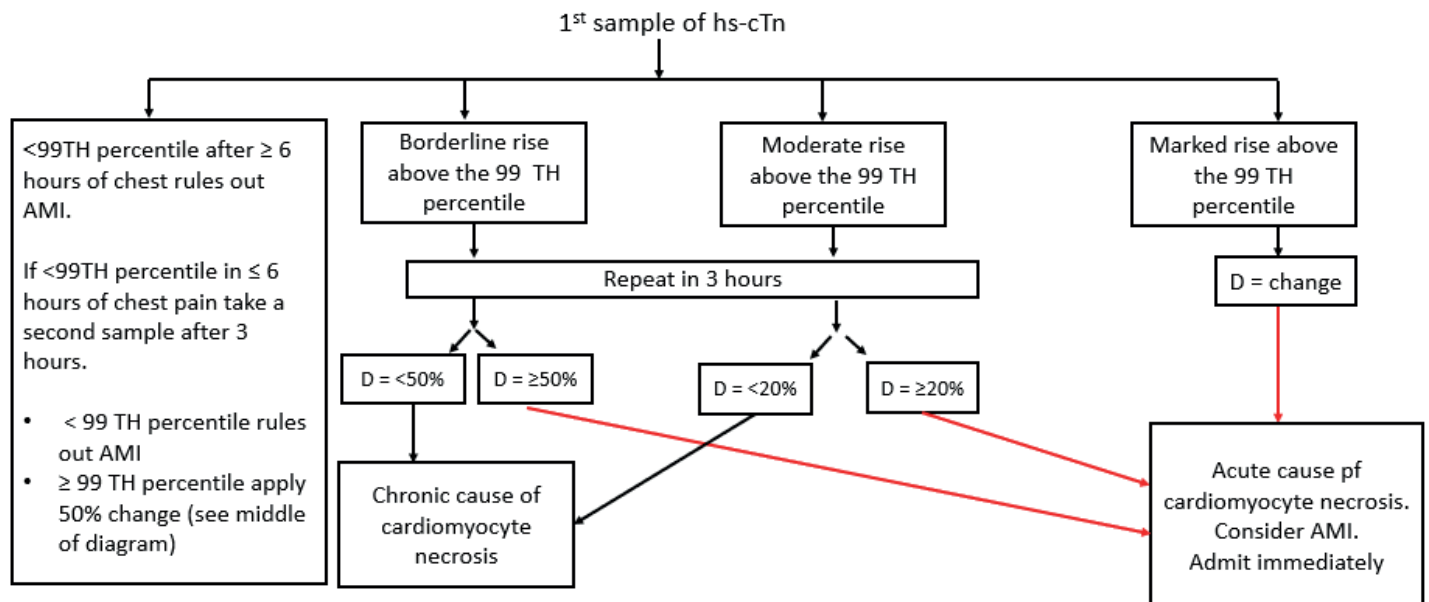 1st sample of hs-cTn
<99TH percentile after ≥ 6
hours of chest rules out
AMI.
If <99TH percentile in ≤ 6
hours of chest pain take a
second sample after 3
hours.
• < 99 TH percentile rules
out AMI
• ≥ 99 TH percentile apply
50% change (see middle
of diagram)
Borderline rise
above the 99 TH
percentile
Moderate rise
above the 99 TH
percentile
Marked rise above
the 99 TH
percentile
Repeat in 3 hours
D = change
D = <50%
D = ≥50%
D = <20%
D = ≥20%
Chronic cause of
cardiomyocyte
necrosis
Acute cause pf
cardiomyocyte necrosis.
Consider AMI.
Admit immediately